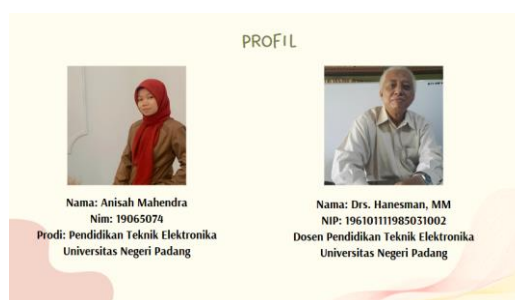 PROFIL
Nama: Anisah Mahendra
Nim: 19065074
Prodi: Pendidikan Teknik Elektronika
Universitas Negeri Padang
Nama: Drs. Hanesman, MM
NIP: 196101111985031002
Dosen Pendidikan Teknik Elektronika
Universitas Negeri Padang